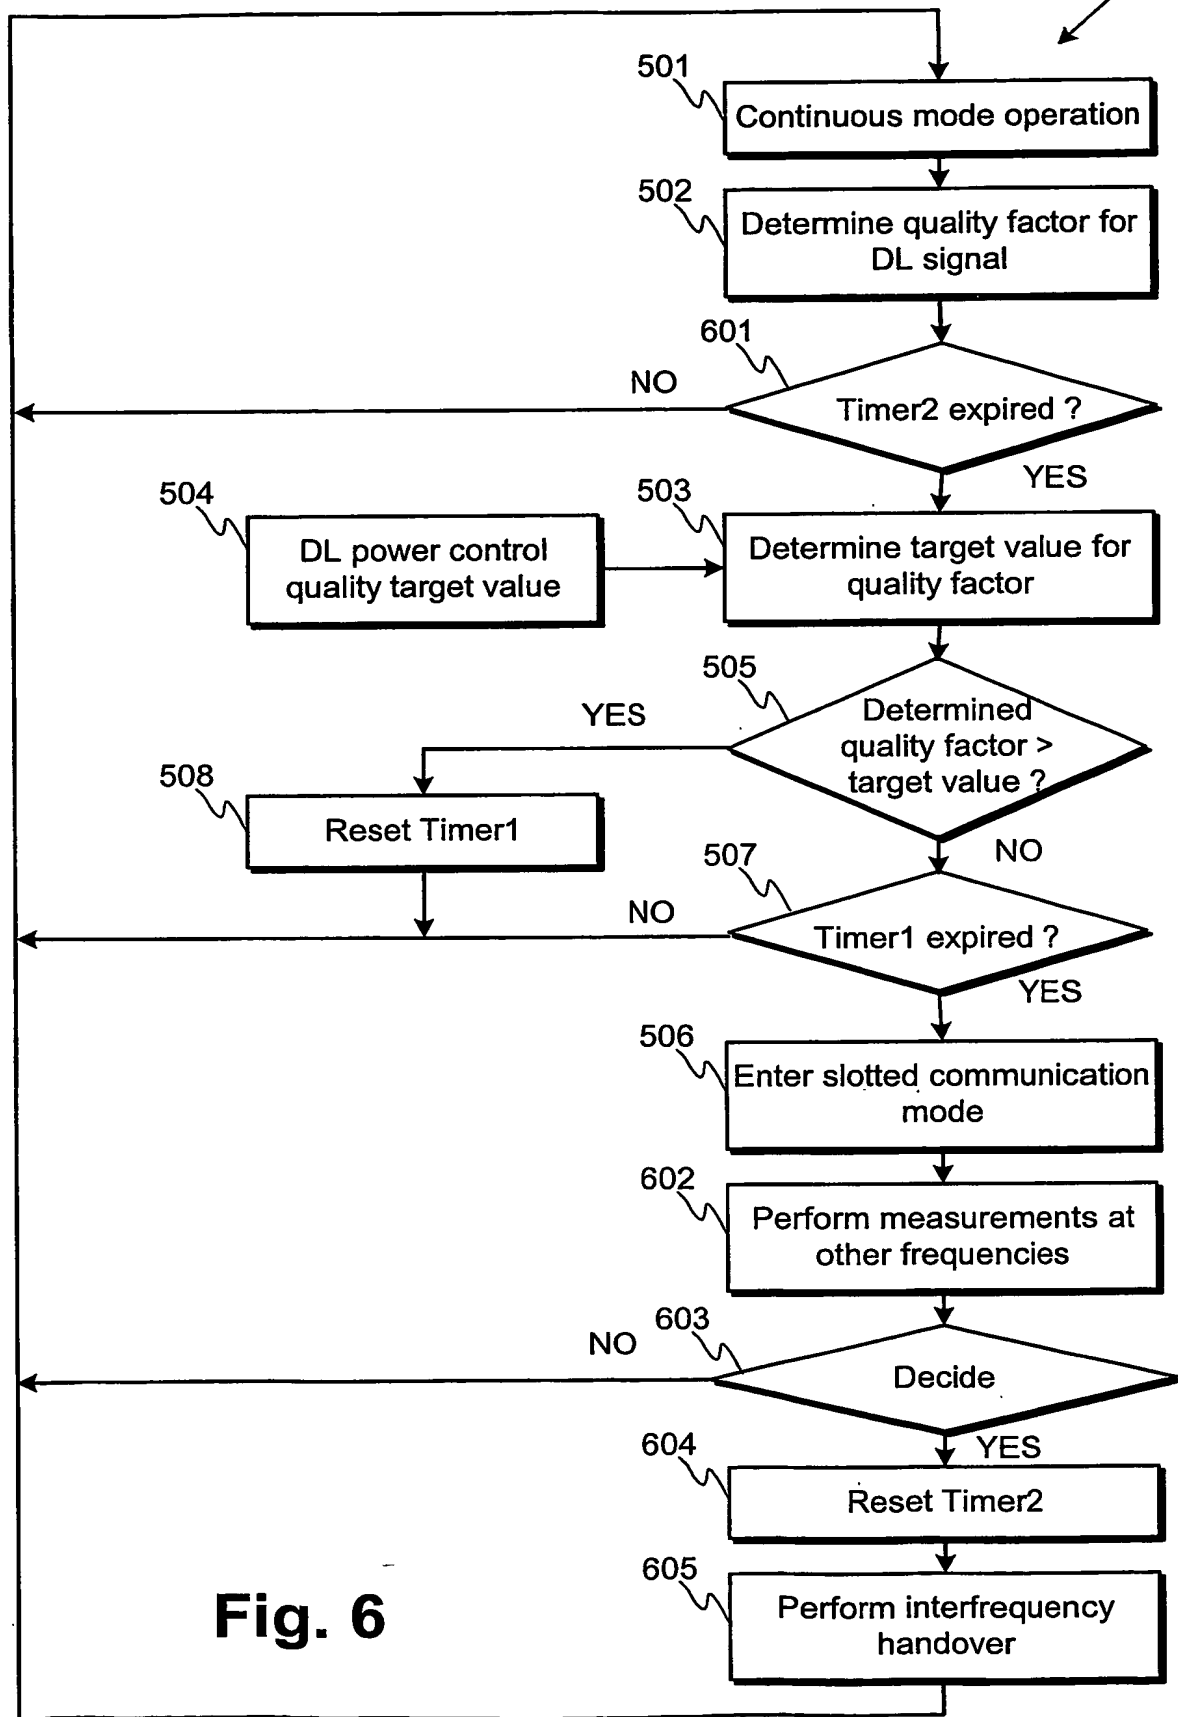 501
Continuous mode operation
502
Determine quality factor for
DL signal
601
NO
Timer2 expired ?
YES
504
503
DL power control
quality target value
Determine target value for
quality factor
505
YES
Determined
quality factor >
target value ?
508
Reset Timer1
NO
507
NO
Timer1 expired ?
YES
506
Enter slotted communication
mode
602
Perform measurements at
other frequencies
603
NO
Decide
YES
604
Reset Timer2
605
Perform interfrequency
handover
Fig. 6